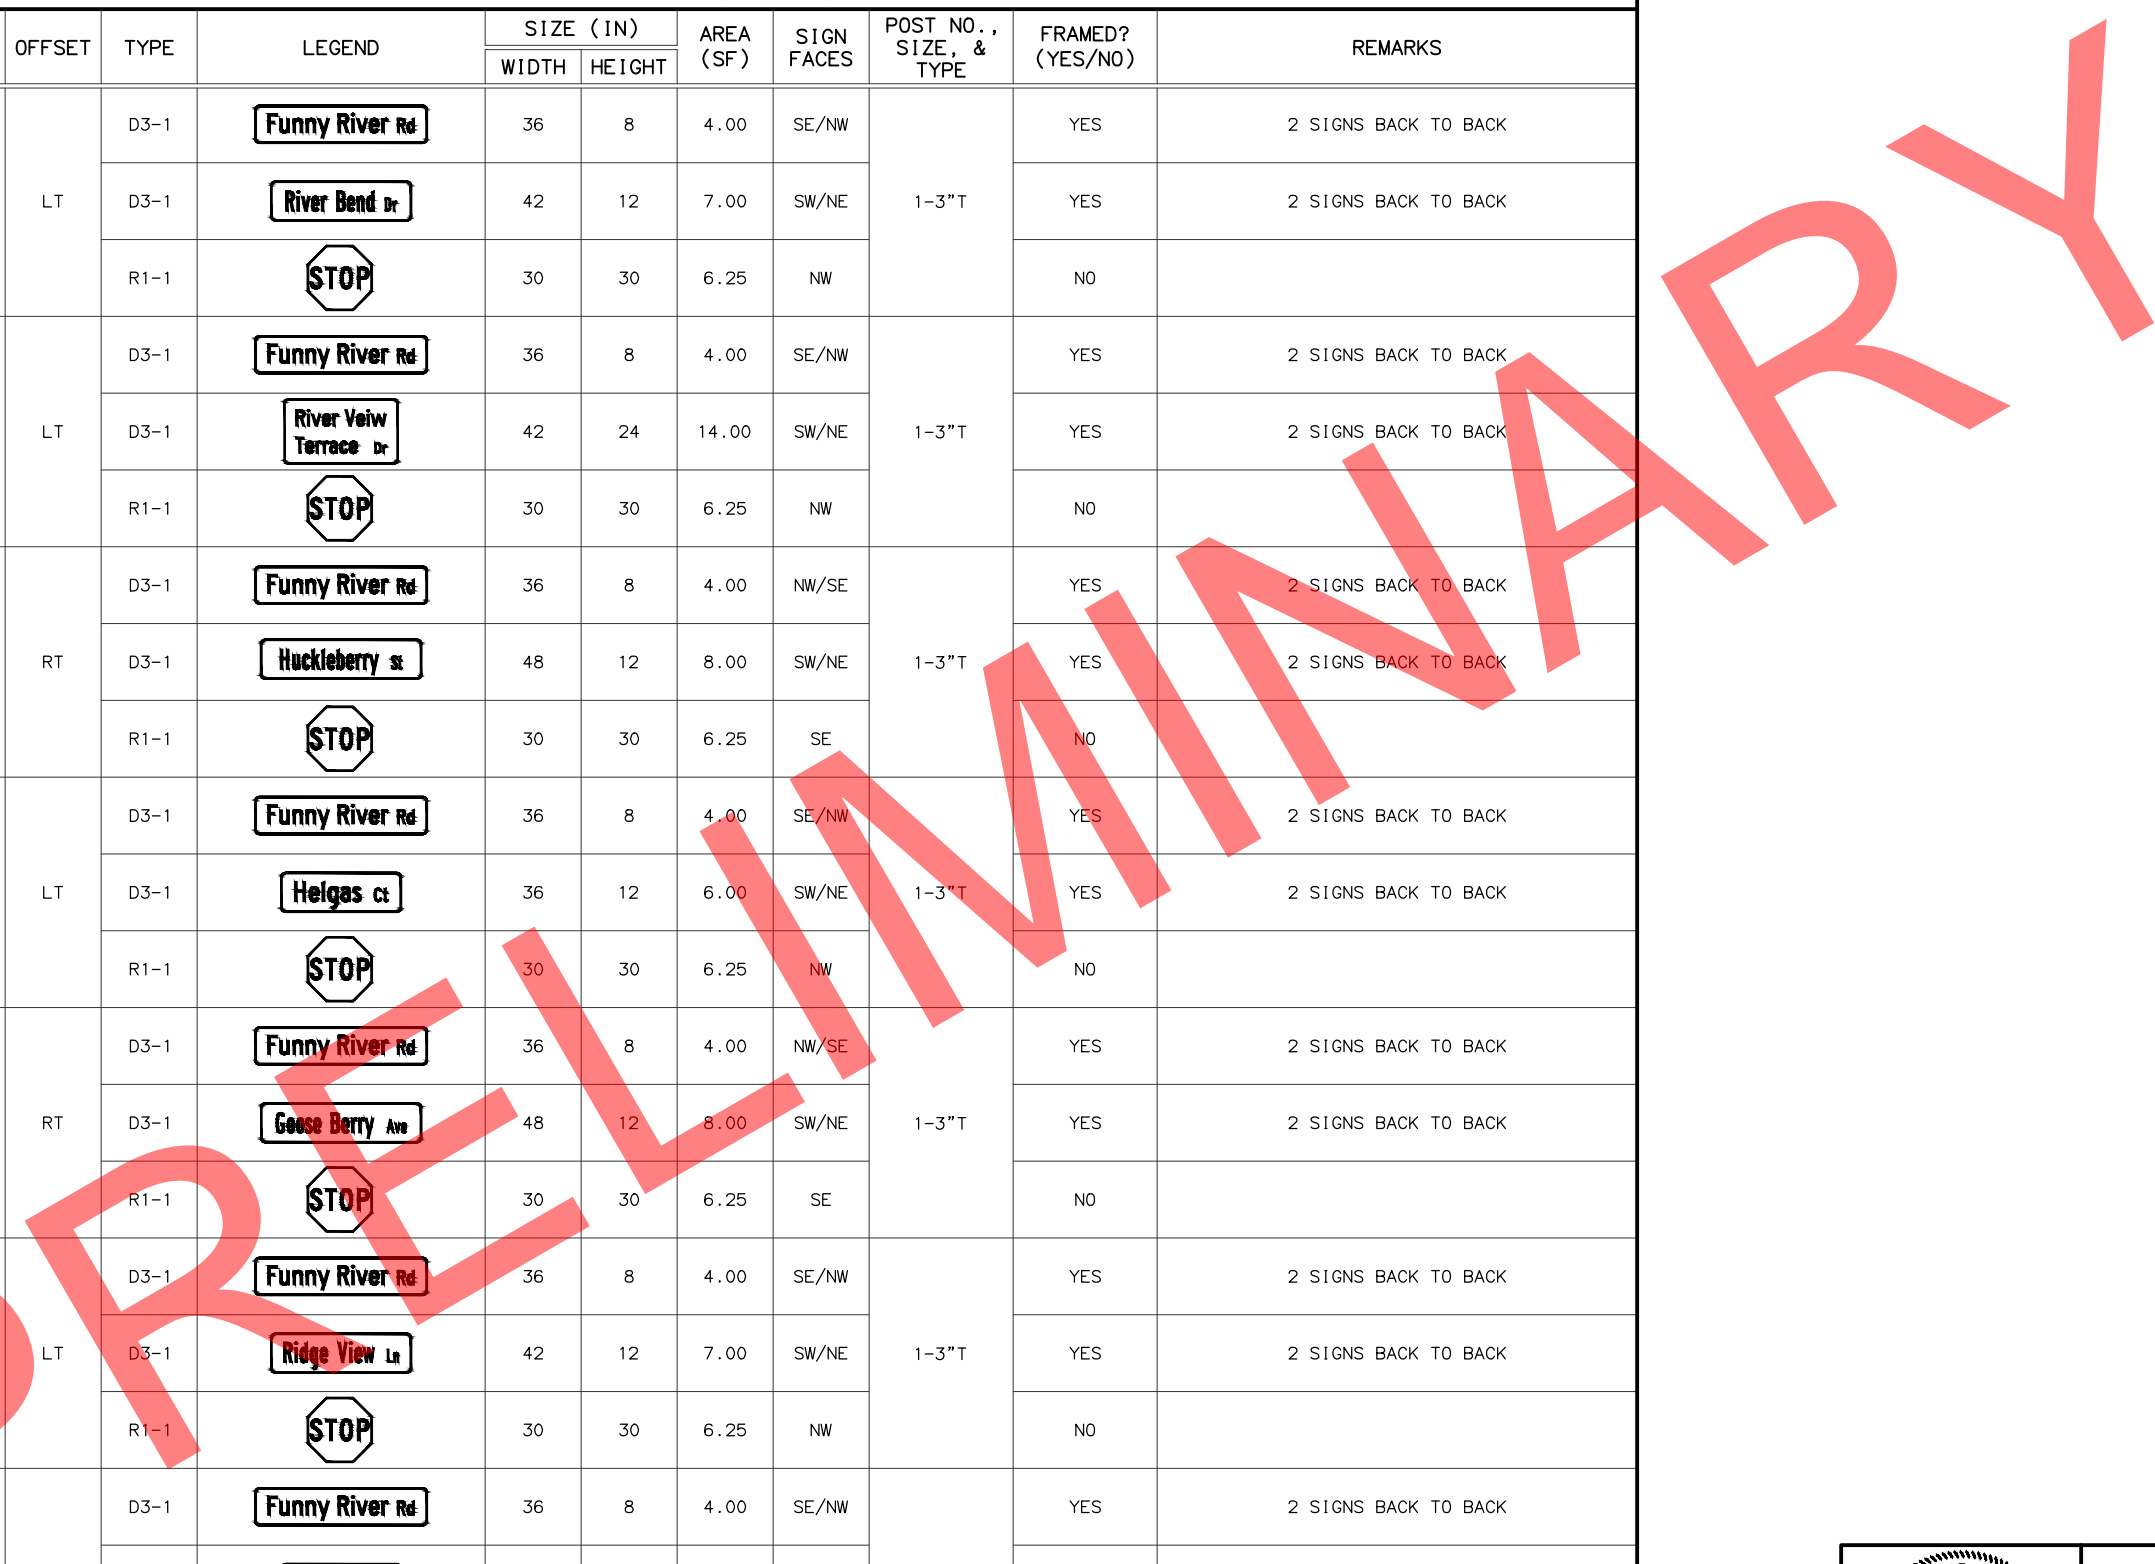 OFFSET TYPE LEGEND SIZE (IN) WIDTH HEIGHT AREA (SF) SIGN FACES POST NO., SIZE, & TYPE FRAMED? (YES/NO) REMARKS
D3-1 Funny River Rd 36 8 4.00 SE/NW YES 2 SIGNS BACK TO BACK
LT D3-1 River Bend Dr 42 12 7.00 SW/NE 1-3"T YES 2 SIGNS BACK TO BACK
R1-1 STOP 30 30 6.25 NW NO
D3-1 Funny River Rd 36 8 4.00 SE/NW YES 2 SIGNS BACK TO BACK
LT D3-1 River Veiw Terrace Dr 42 24 14.00 SW/NE 1-3"T YES 2 SIGNS BACK TO BACK
R1-1 STOP 30 30 6.25 NW NO
D3-1 Funny River Rd 36 8 4.00 NW/SE YES 2 SIGNS BACK TO BACK
RT D3-1 Huckleberry St 48 12 8.00 SW/NE 1-3"T YES 2 SIGNS BACK TO BACK
R1-1 STOP 30 30 6.25 SE NO
D3-1 Funny River Rd 36 8 4.00 SE/NW YES 2 SIGNS BACK TO BACK
LT D3-1 Helgas Ct 36 12 6.00 SW/NE 1-3"T YES 2 SIGNS BACK TO BACK
R1-1 STOP 30 30 6.25 NW NO
D3-1 Funny River Rd 36 8 4.00 NW/SE YES 2 SIGNS BACK TO BACK
RT D3-1 Goose Berry Ave 48 12 8.00 SW/NE 1-3"T YES 2 SIGNS BACK TO BACK
R1-1 STOP 30 30 6.25 SE NO
D3-1 Funny River Rd 36 8 4.00 SE/NW YES 2 SIGNS BACK TO BACK
LT D3-1 Ridge View Ln 42 12 7.00 SW/NE 1-3"T YES 2 SIGNS BACK TO BACK
R1-1 STOP 30 30 6.25 NW NO
D3-1 Funny River Rd 36 8 4.00 SE/NW YES 2 SIGNS BACK TO BACK
PRELIMINARY